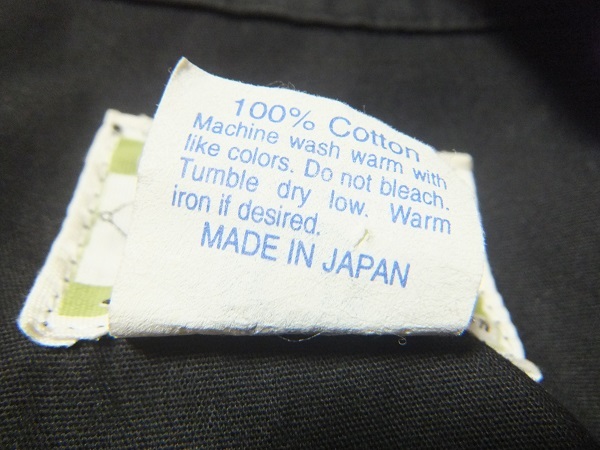 100% Cotton
Machine wash warm with
like colors. Do not bleach.
Tumble dry low. Warm
iron if desired.
MADE IN JAPAN